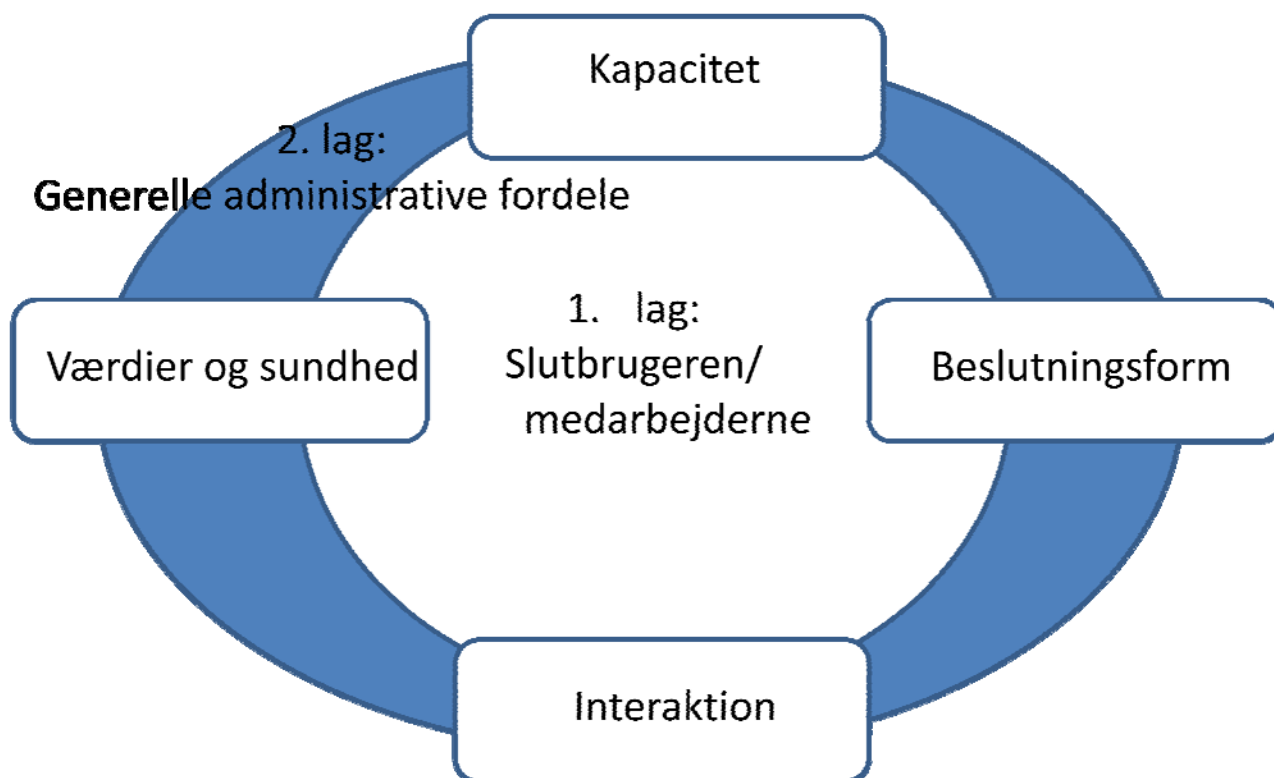 Kapacitet
2. lag:
Generelle administrative fordele
1. lag:
Slutbrugeren/
medarbejderne
Værdier og sundhed
Beslutningsform
Interaktion